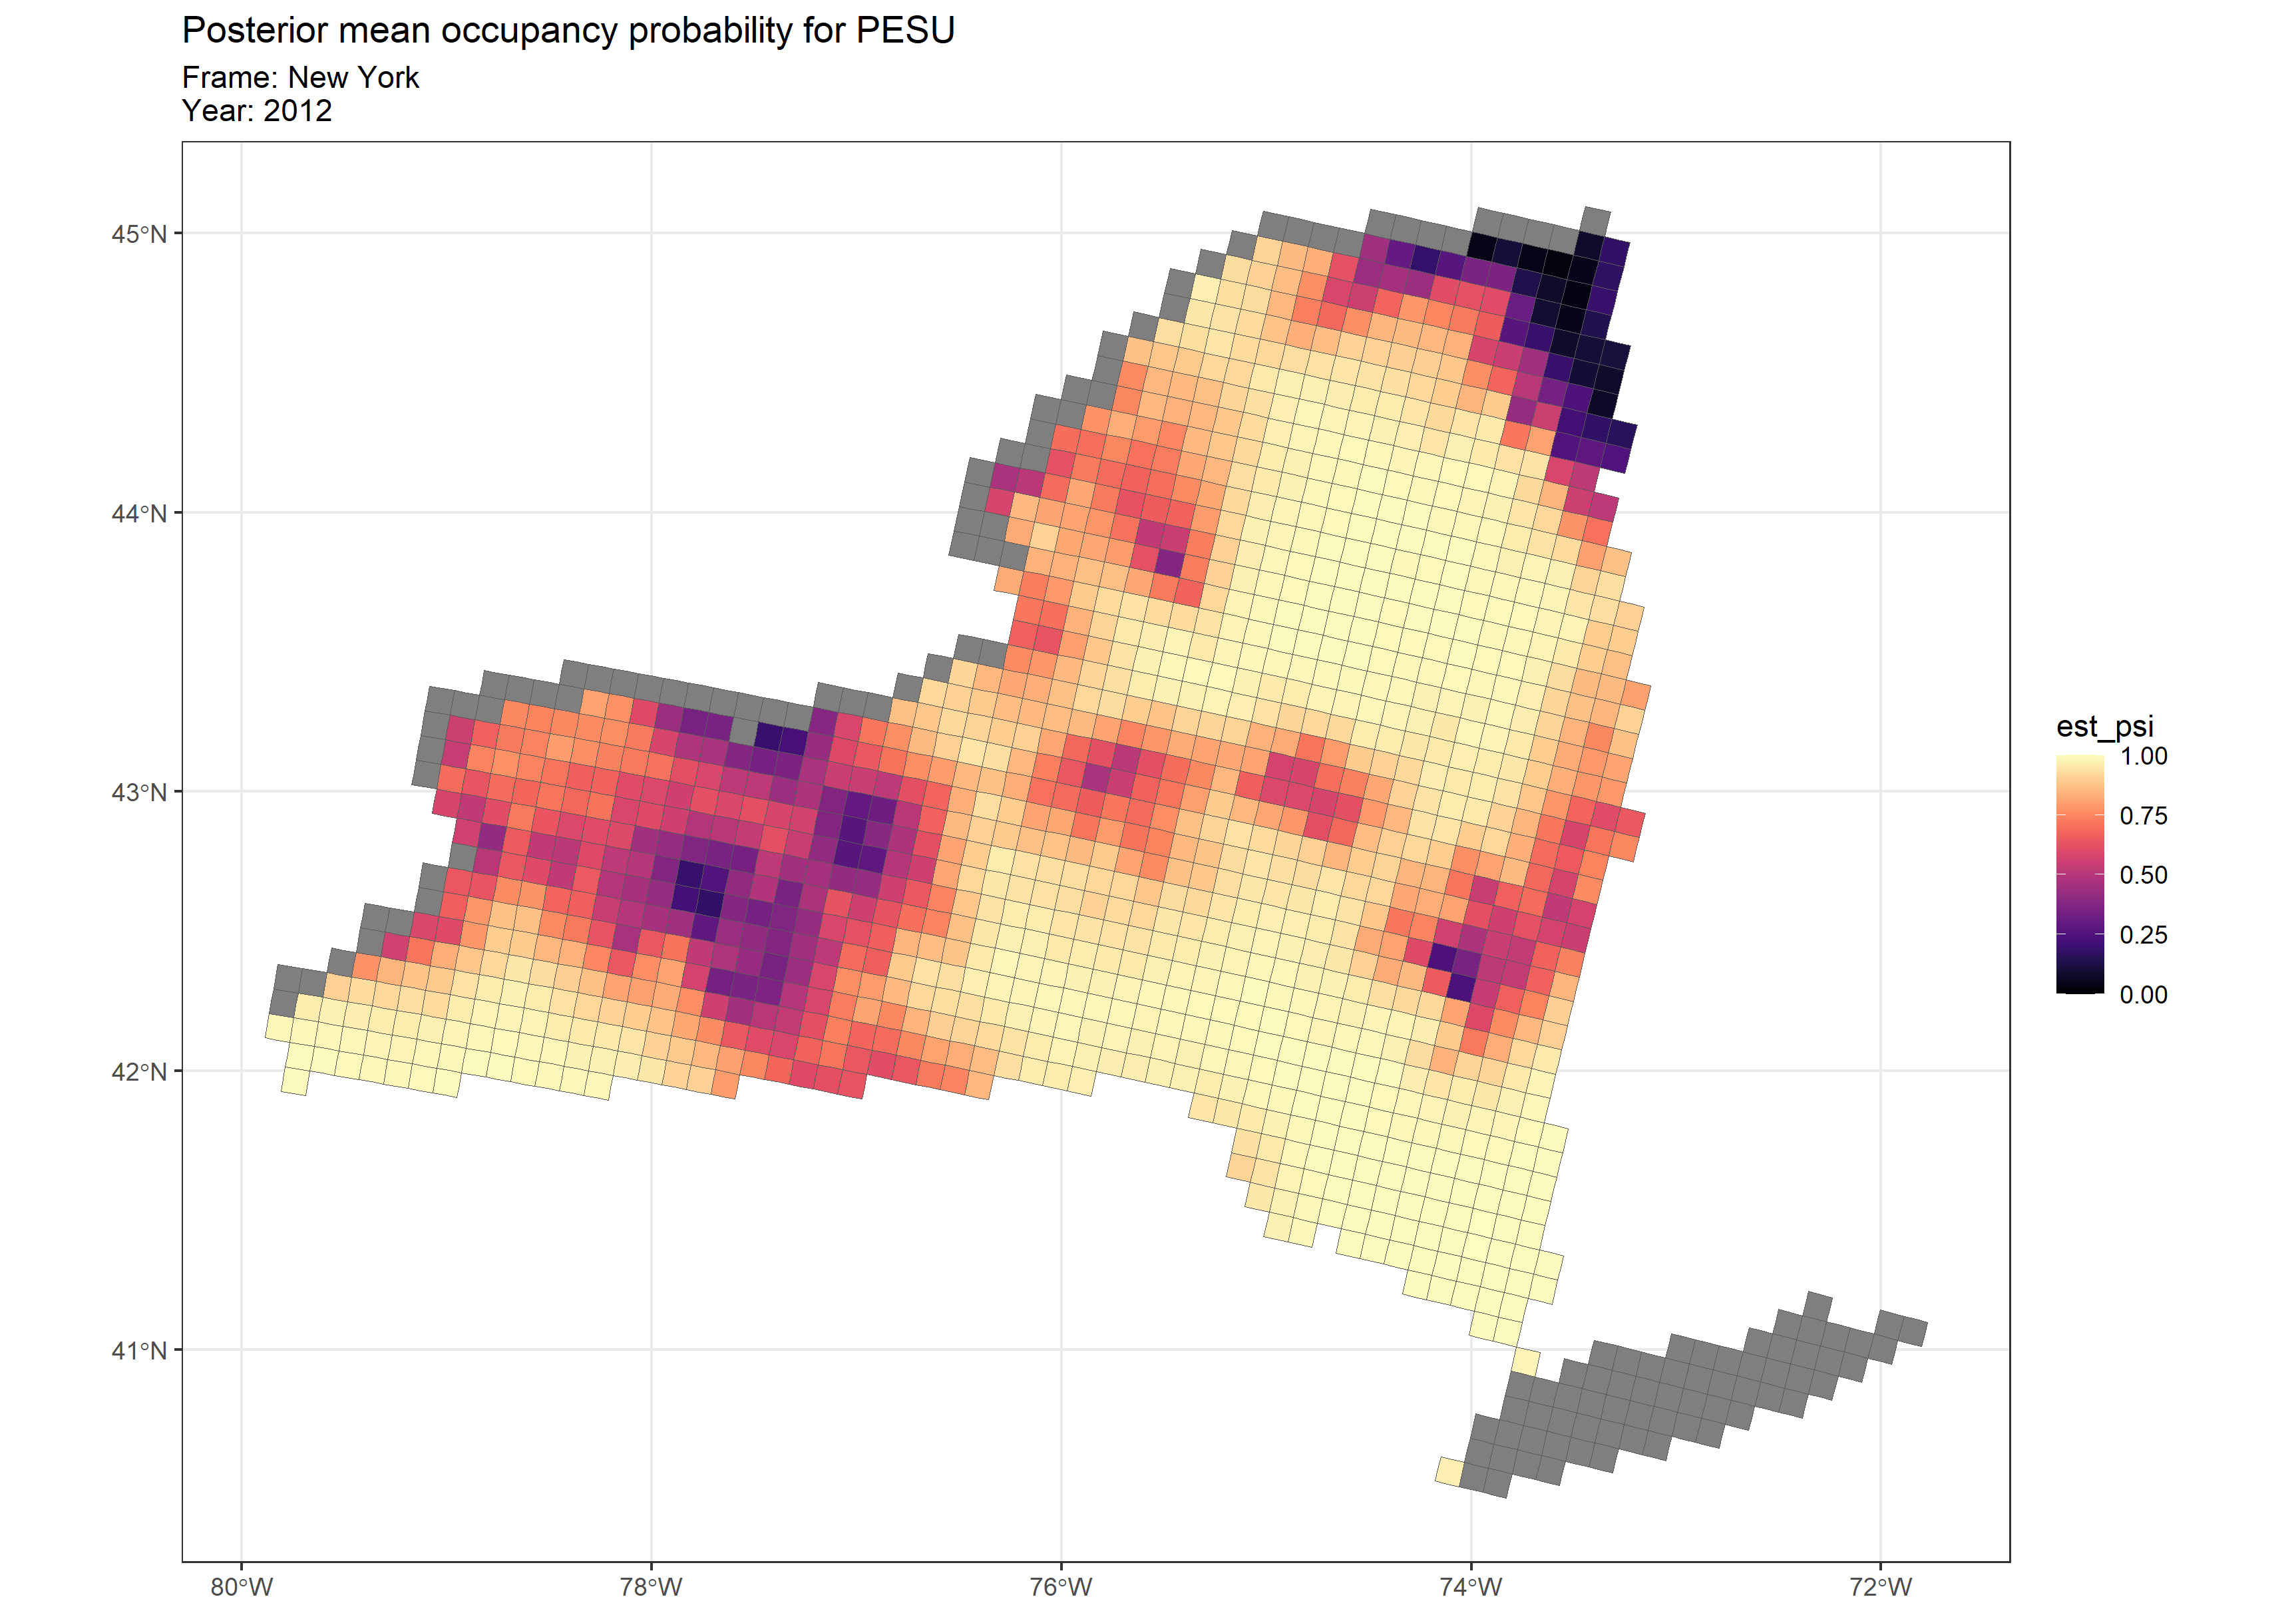 Posterior mean occupancy probability for PESU
Frame: New York
Year: 2012
45°N
44°N
43°N
42°N
41°N
80°W
78°W
76°W
74°W
72°W
est_psi
1.00
0.75
0.50
0.25
0.00